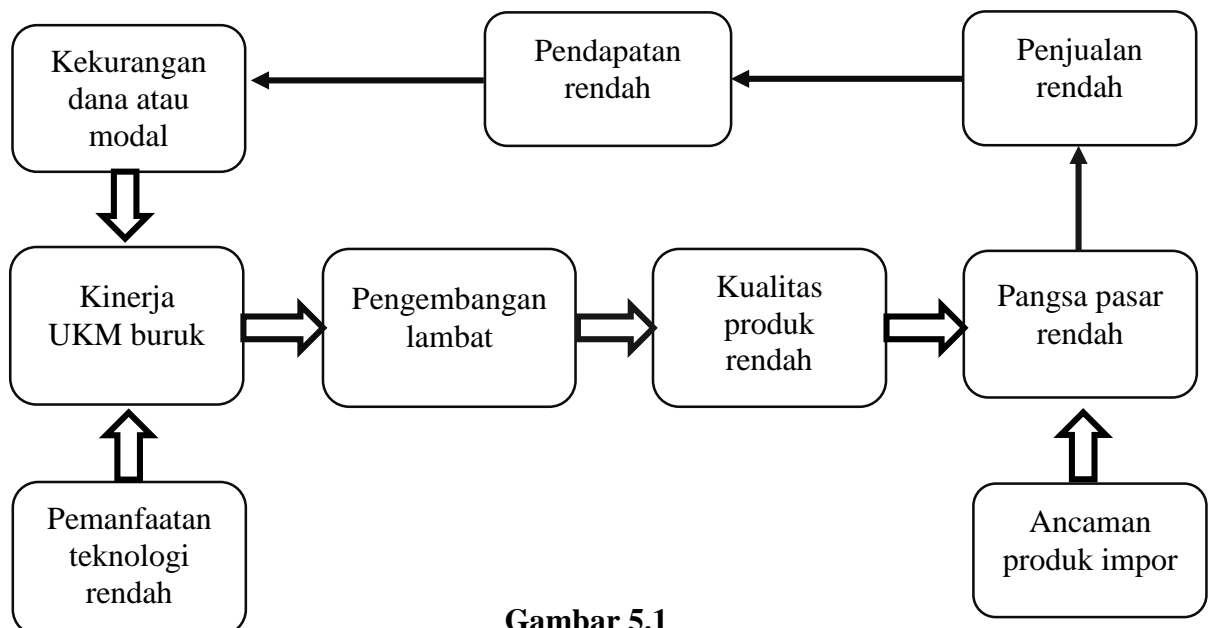 Kekurangan
dana atau
modal
Pendapatan
rendah
Penjualan
rendah
Kinerja
UKM buruk
Pengembangan
lambat
Kualitas
produk
rendah
Pangsa pasar
rendah
Pemanfaatan
teknologi
rendah
Ancaman
produk impor
Gambar 5.1